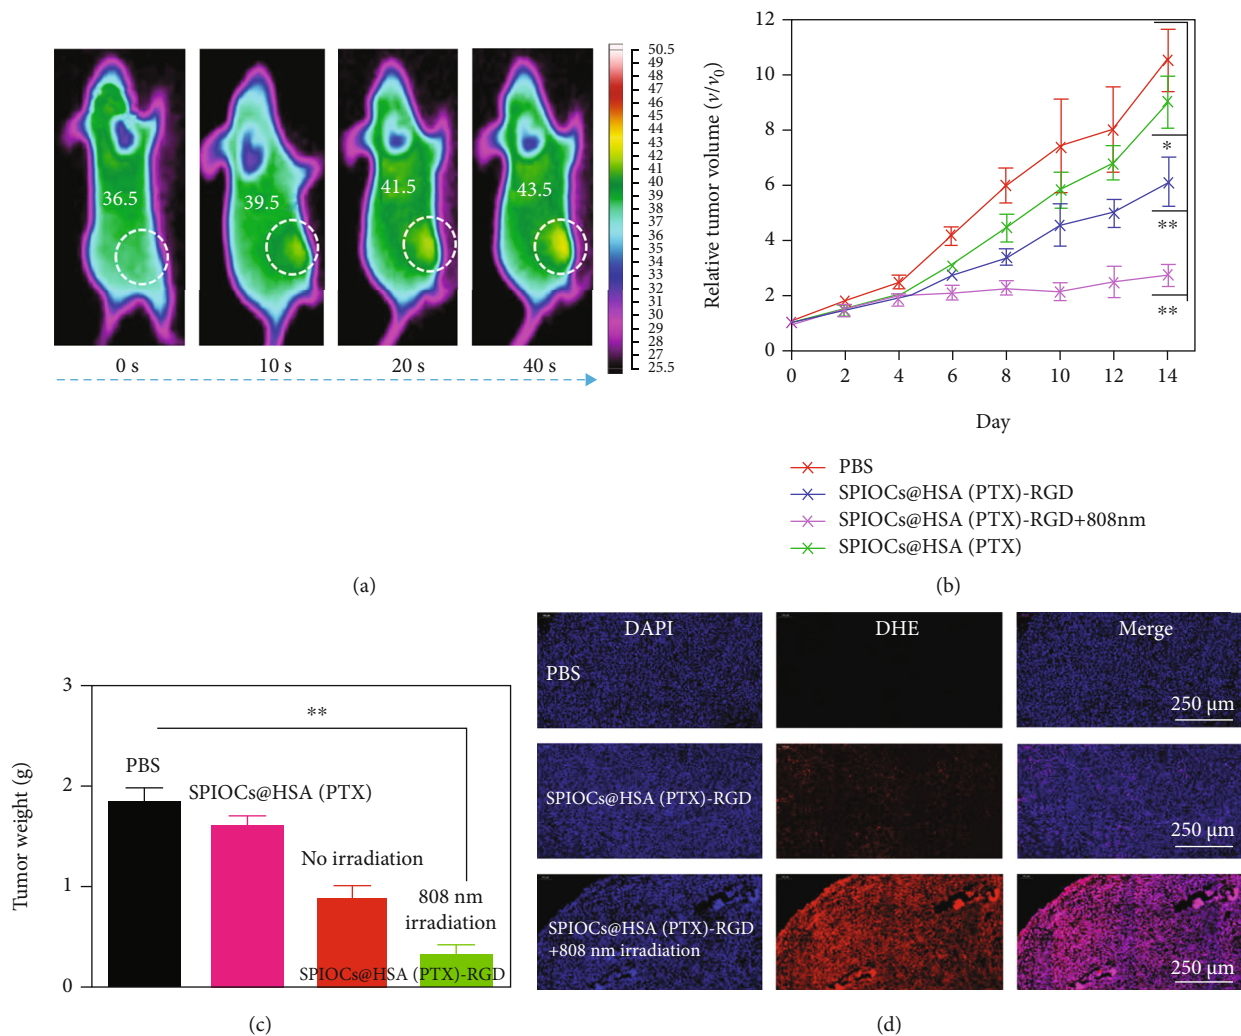 36.5
39.5
41.5
43.5
0 s
10 s
20 s
40 s
50.5
49
48
47
46
45
44
43
42
41
40
39
38
37
36
35
34
33
32
31
30
29
28
27
25.5
(a)
12
10
8
6
4
2
0
Relative tumor volume (v/v0)
*
**
**
0 2 4 6 8 10 12 14
Day
PBS
SPIOCs@HSA (PTX)-RGD
SPIOCs@HSA (PTX)-RGD+808nm
SPIOCs@HSA (PTX)
(b)
3
2
1
0
Tumor weight (g)
**
PBS
SPIOCs@HSA (PTX)
No irradiation
808 nm
irradiation
SPIOCs@HSA (PTX)-RGD
(c)
DAPI
DHE
Merge
PBS
250 μm
SPIOCs@HSA (PTX)-RGD
250 μm
SPIOCs@HSA (PTX)-RGD
+808 nm irradiation
250 μm
(d)